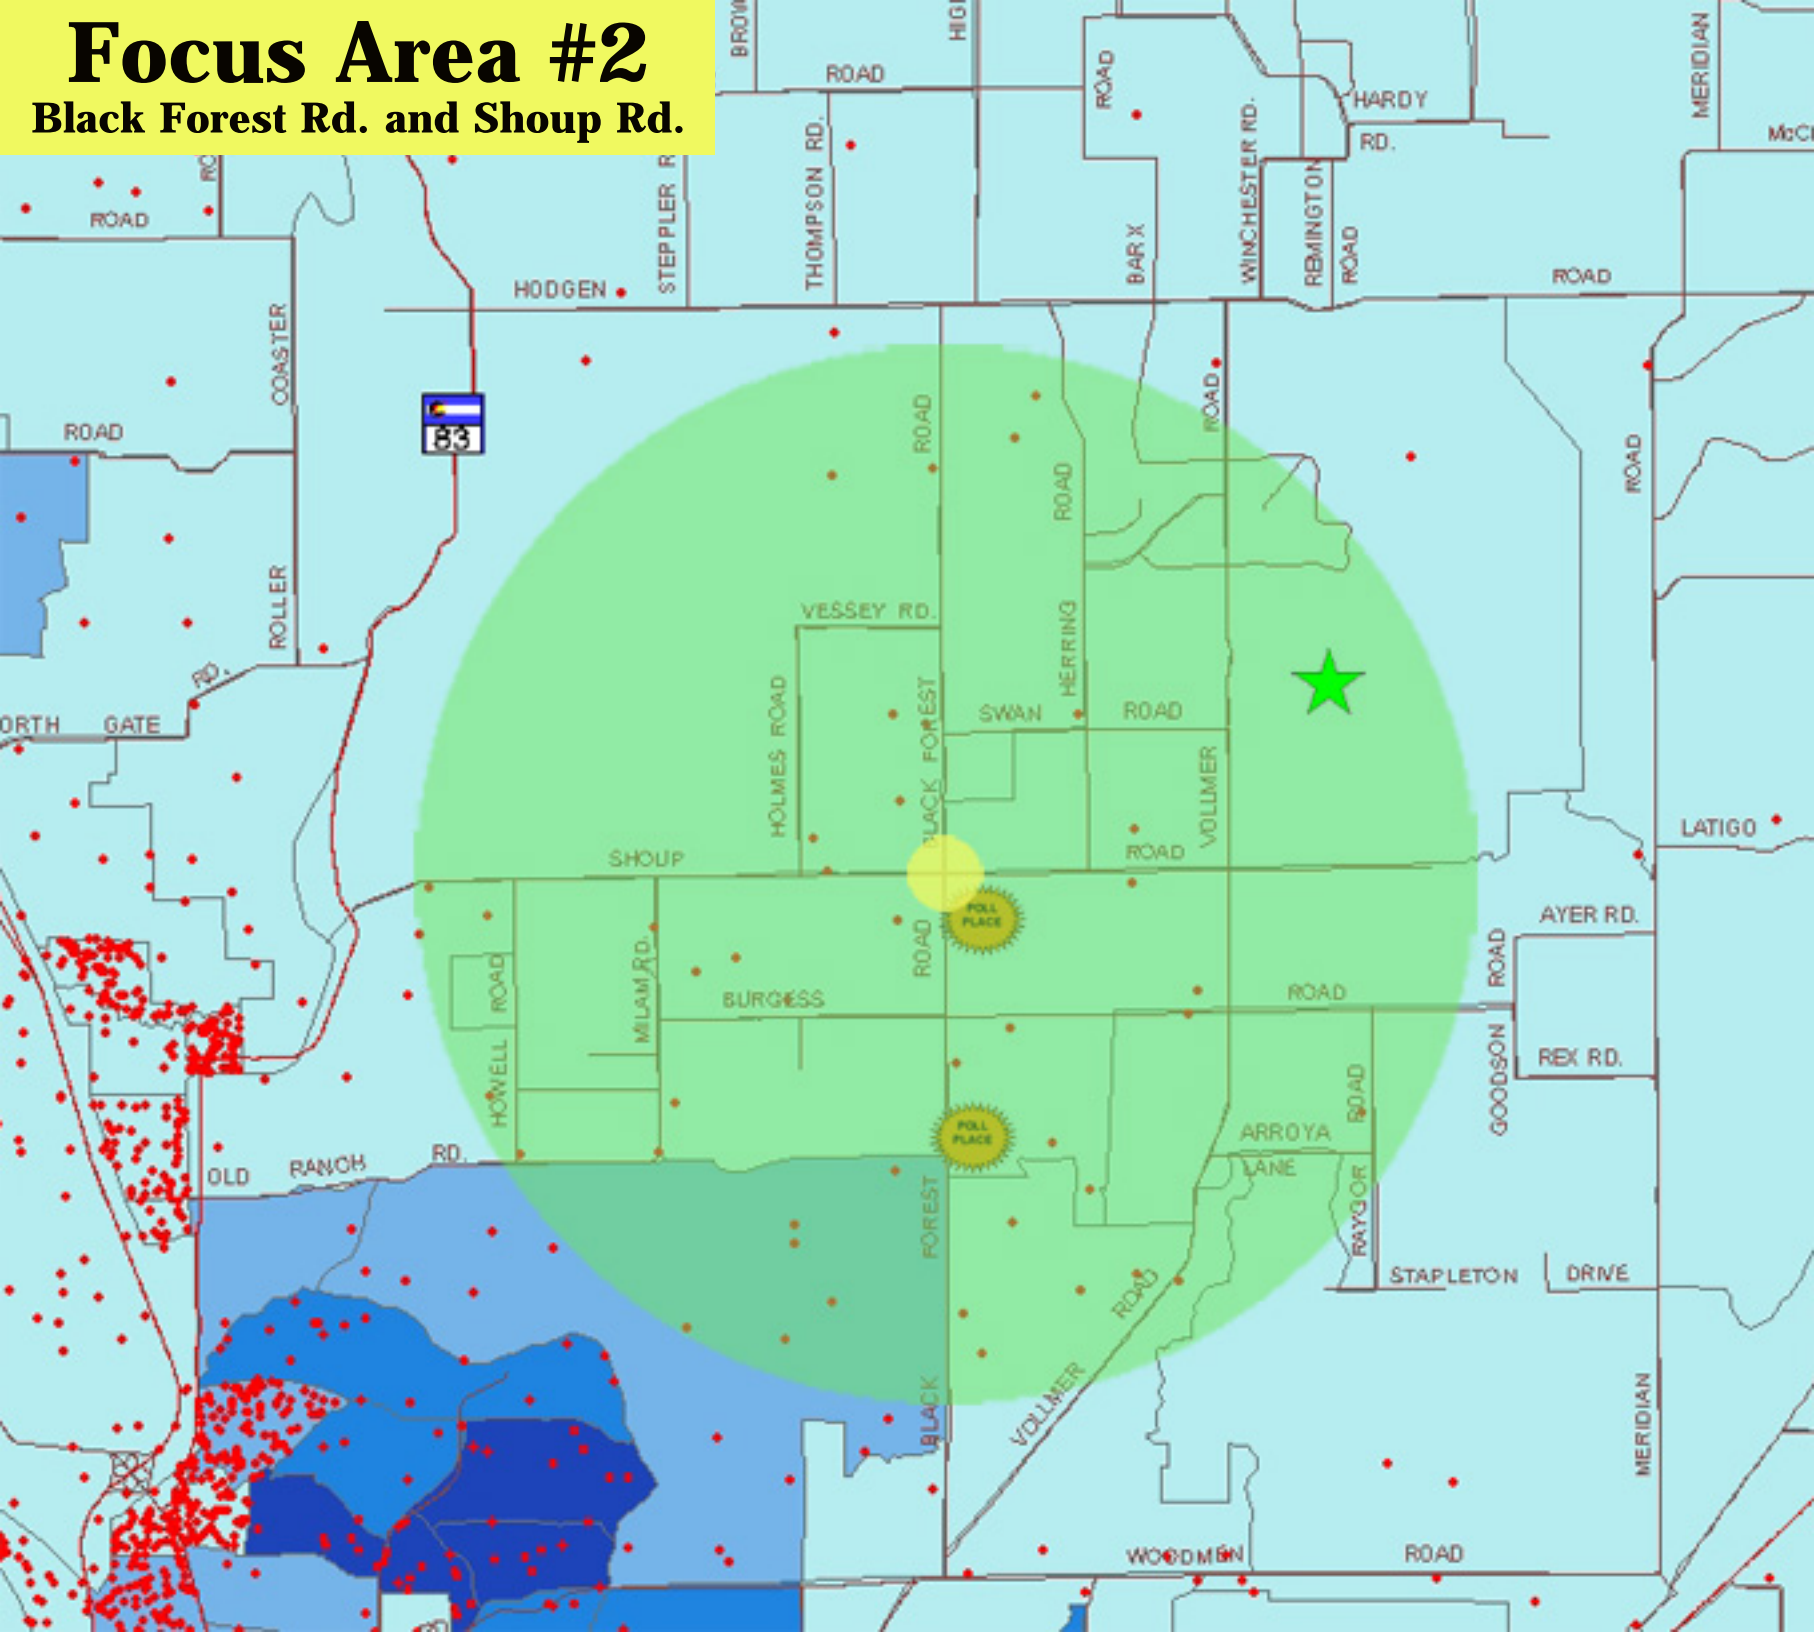 Focus Area #2
Black Forest Rd. and Shoup Rd.
ROAD
ROAD
HARDY
RD.
MERIDIAN
STEPPLER
THOMPSON RD.
BAR X
WINCHESTER RD.
REMINGTON
ROAD
ROAD
HODGEN
ROAD
COASTER
83
ROAD
ROAD
ROAD
ROAD
ROAD
ROLLER
VESSEY RD.
HERRING
RD.
GATE
HOLMES ROAD
BLACK FOREST
SWAN
ROAD
VOLLMER
LATIGO
SHOUP
ROAD
POLL
PLACE
AYER RD.
ROAD
ROAD
ROAD
MILAM RD.
BURGESS
ROAD
HOWELL
GOODSON
REX RD.
ROAD
POLL
PLACE
ARROYA
LANE
OLD
RANCH
RD.
FOREST
RAYGOR
STAPLETON
DRIVE
ROAD
VOLLMER
BLACK
MERIDIAN
WOODMEN
ROAD